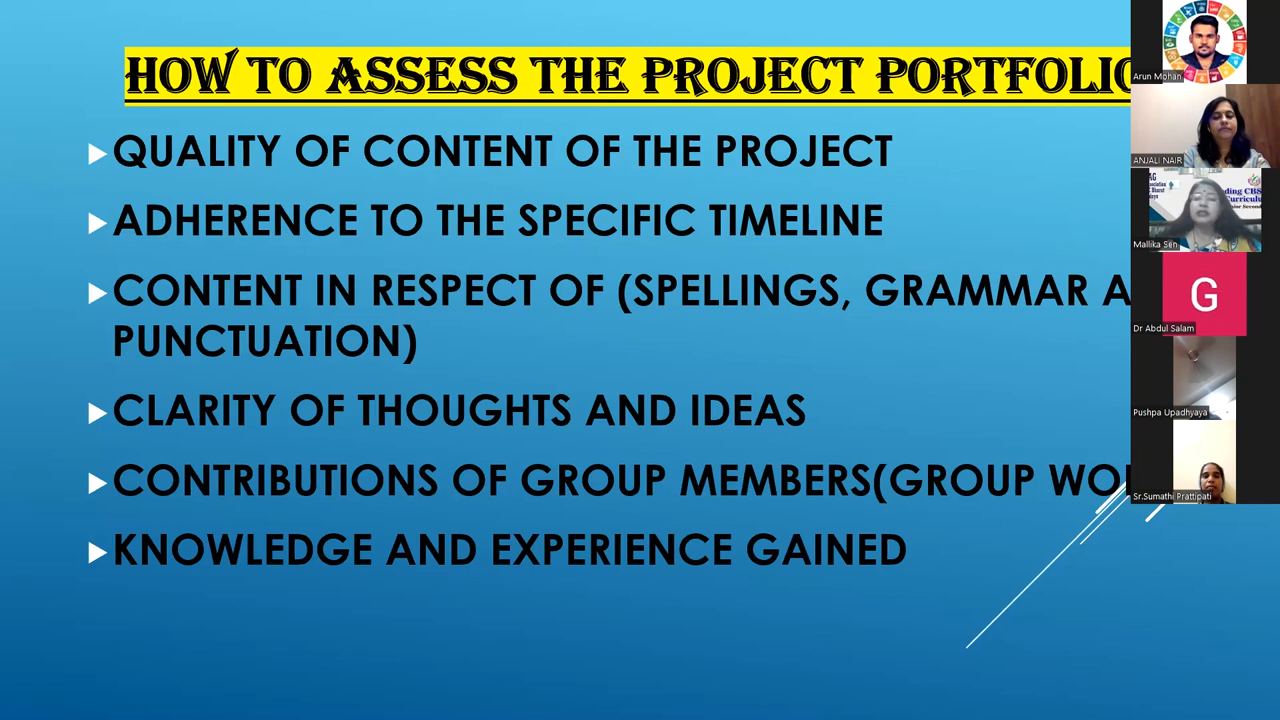 HOW TO ASSESS THE PROJECT PORTFOLIO
QUALITY OF CONTENT OF THE PROJECT
ADHERENCE TO THE SPECIFIC TIMELINE
CONTENT IN RESPECT OF (SPELLINGS, GRAMMAR A
PUNCTUATION)
CLARITY OF THOUGHTS AND IDEAS
CONTRIBUTIONS OF GROUP MEMBERS(GROUP WO
KNOWLEDGE AND EXPERIENCE GAINED
Arun Mohan
ANJALI NAIR
Mallika Sen
G
Dr Abdul Salam
Pushpa Upadhyaya
Sr.Sumathi Prattipati